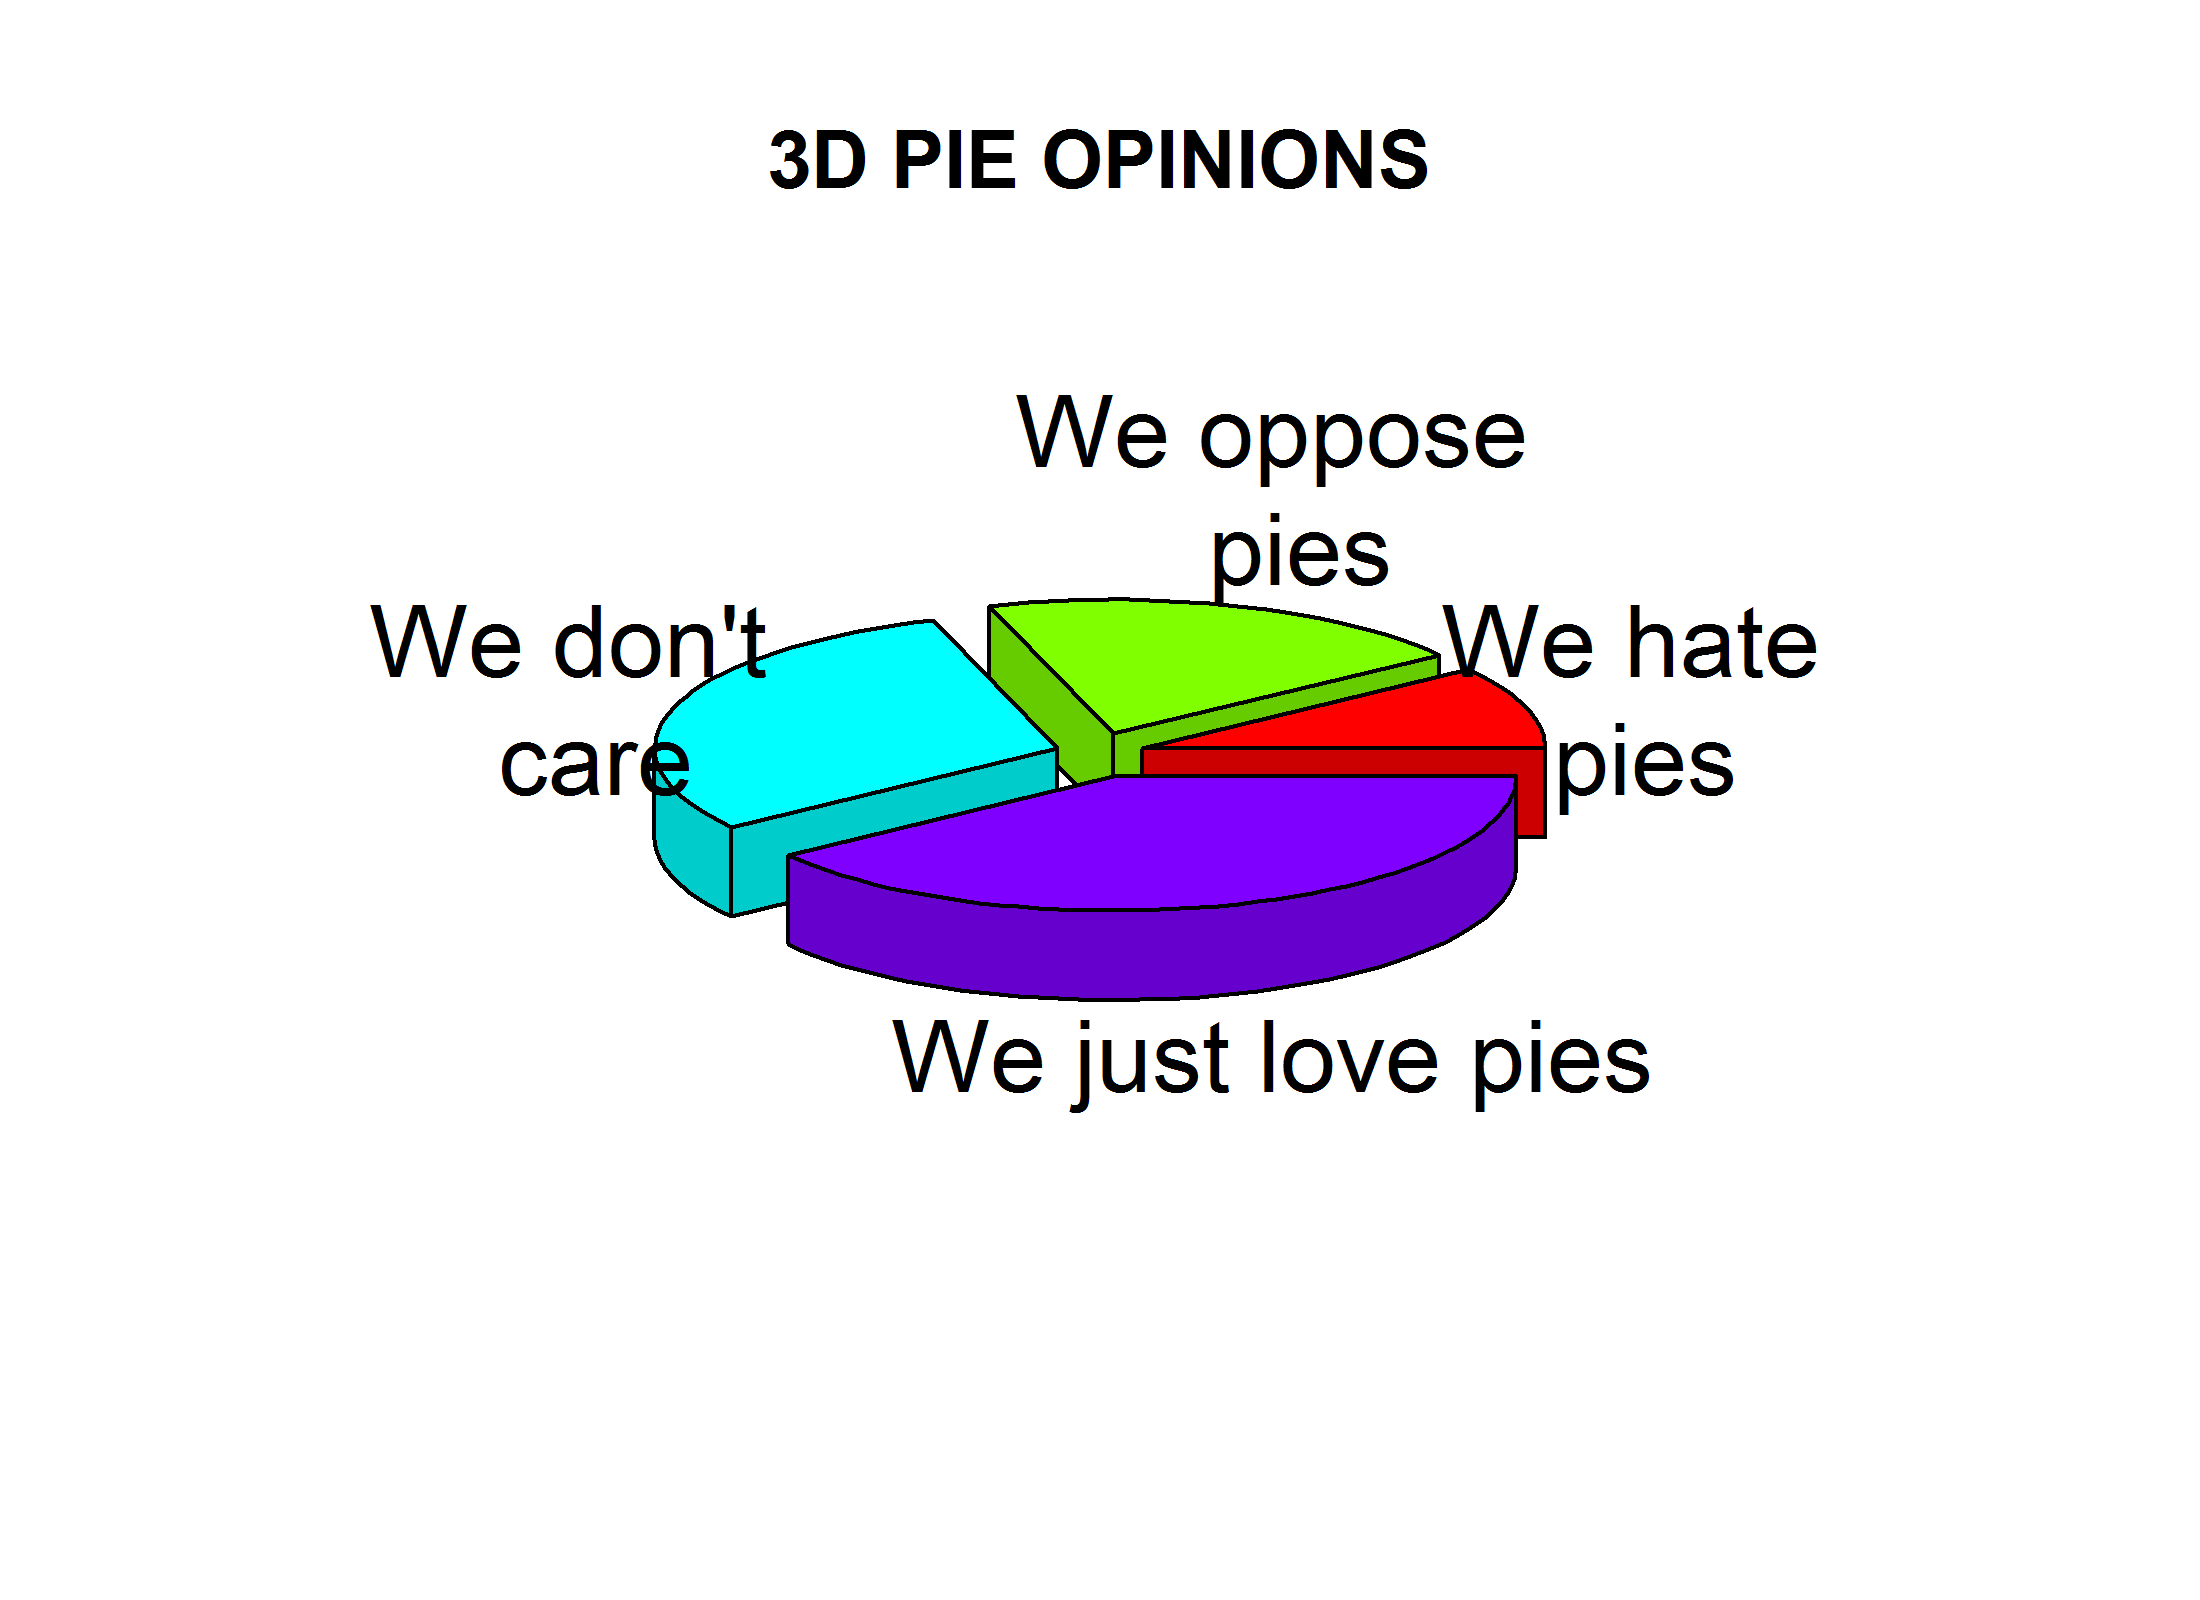 3D PIE OPINIONS
We oppose
pies
We don't
care
We hate
pies
We just love pies